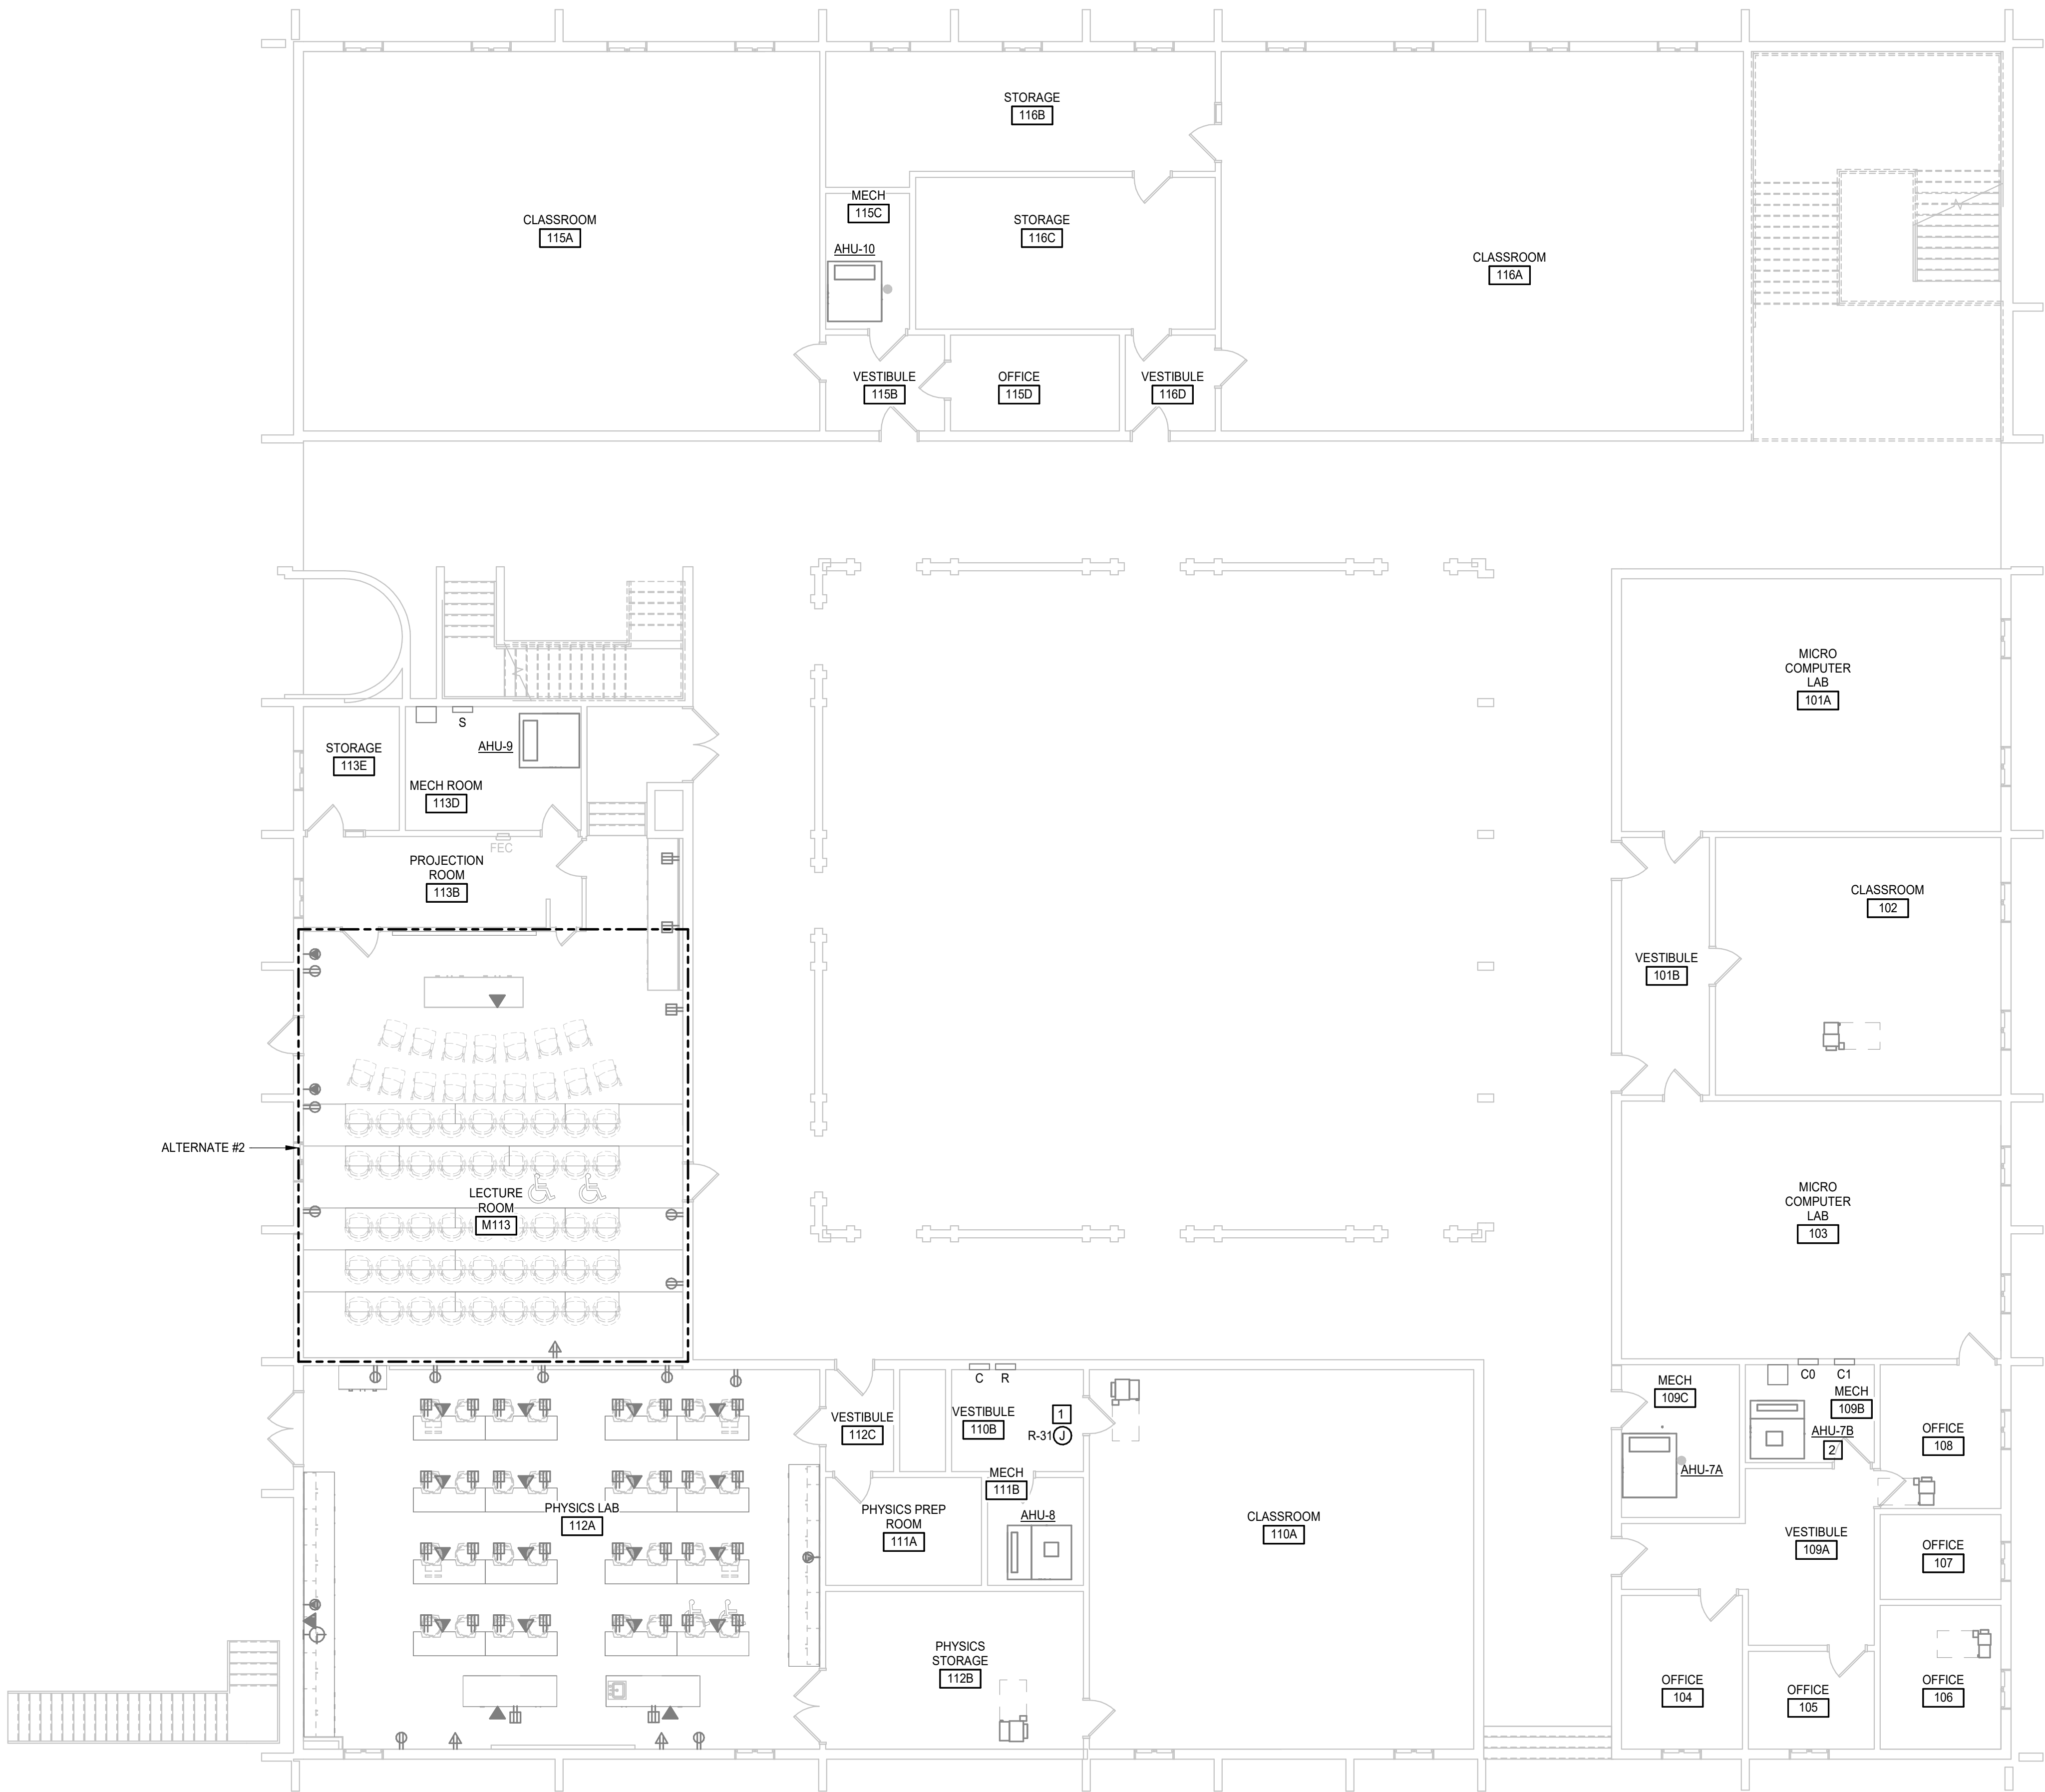 STORAGE
116B
MECH
115C
CLASSROOM
115A
STORAGE
116C
AHU-10
CLASSROOM
116A
VESTIBULE
115B
OFFICE
115D
VESTIBULE
116D
MICRO
COMPUTER
LAB
101A
S
STORAGE
113E
AHU-9
MECH ROOM
113D
FEC
PROJECTION
ROOM
113B
CLASSROOM
102
VESTIBULE
101B
ALTERNATE #2
LECTURE
ROOM
M113
MICRO
COMPUTER
LAB
103
C R
C0 C1
MECH
109C
MECH
109B
VESTIBULE
112C
VESTIBULE
110B
1
R-31 J
AHU-7B
2
OFFICE
108
AHU-7A
MECH
111B
PHYSICS LAB
112A
PHYSICS PREP
ROOM
111A
AHU-8
CLASSROOM
110A
VESTIBULE
109A
OFFICE
107
PHYSICS
STORAGE
112B
OFFICE
104
OFFICE
105
OFFICE
106